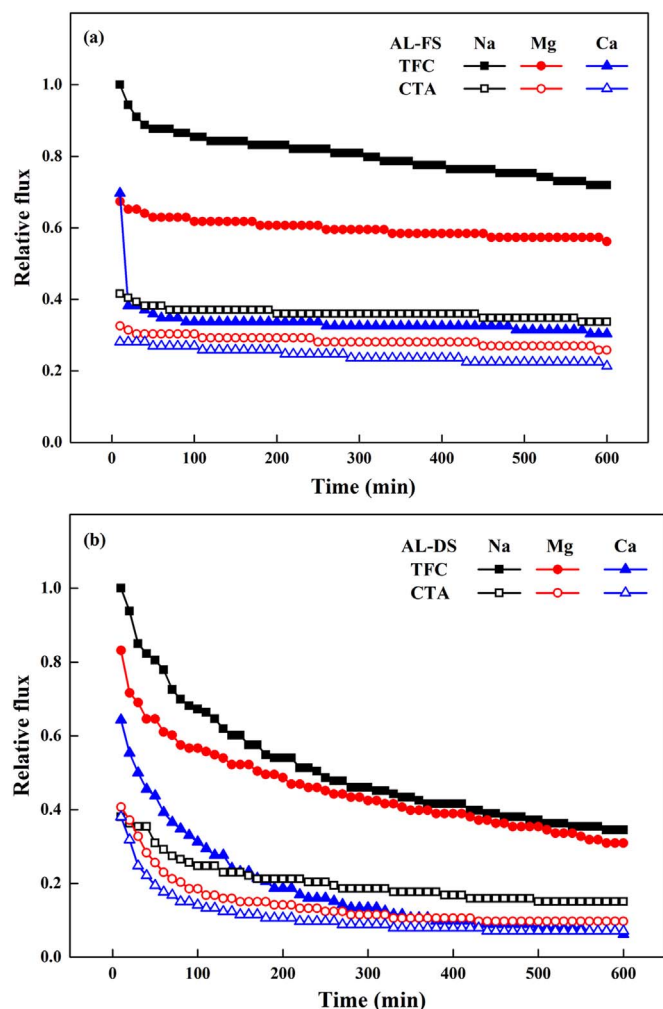 (a)
AL-FS Na Mg Ca
TFC
CTA
1.0
0.8
0.6
0.4
0.2
0.0
Relative flux
0 100 200 300 400 500 600
Time (min)
(b)
AL-DS Na Mg Ca
TFC
CTA
1.0
0.8
0.6
0.4
0.2
0.0
Relative flux
0 100 200 300 400 500 600
Time (min)